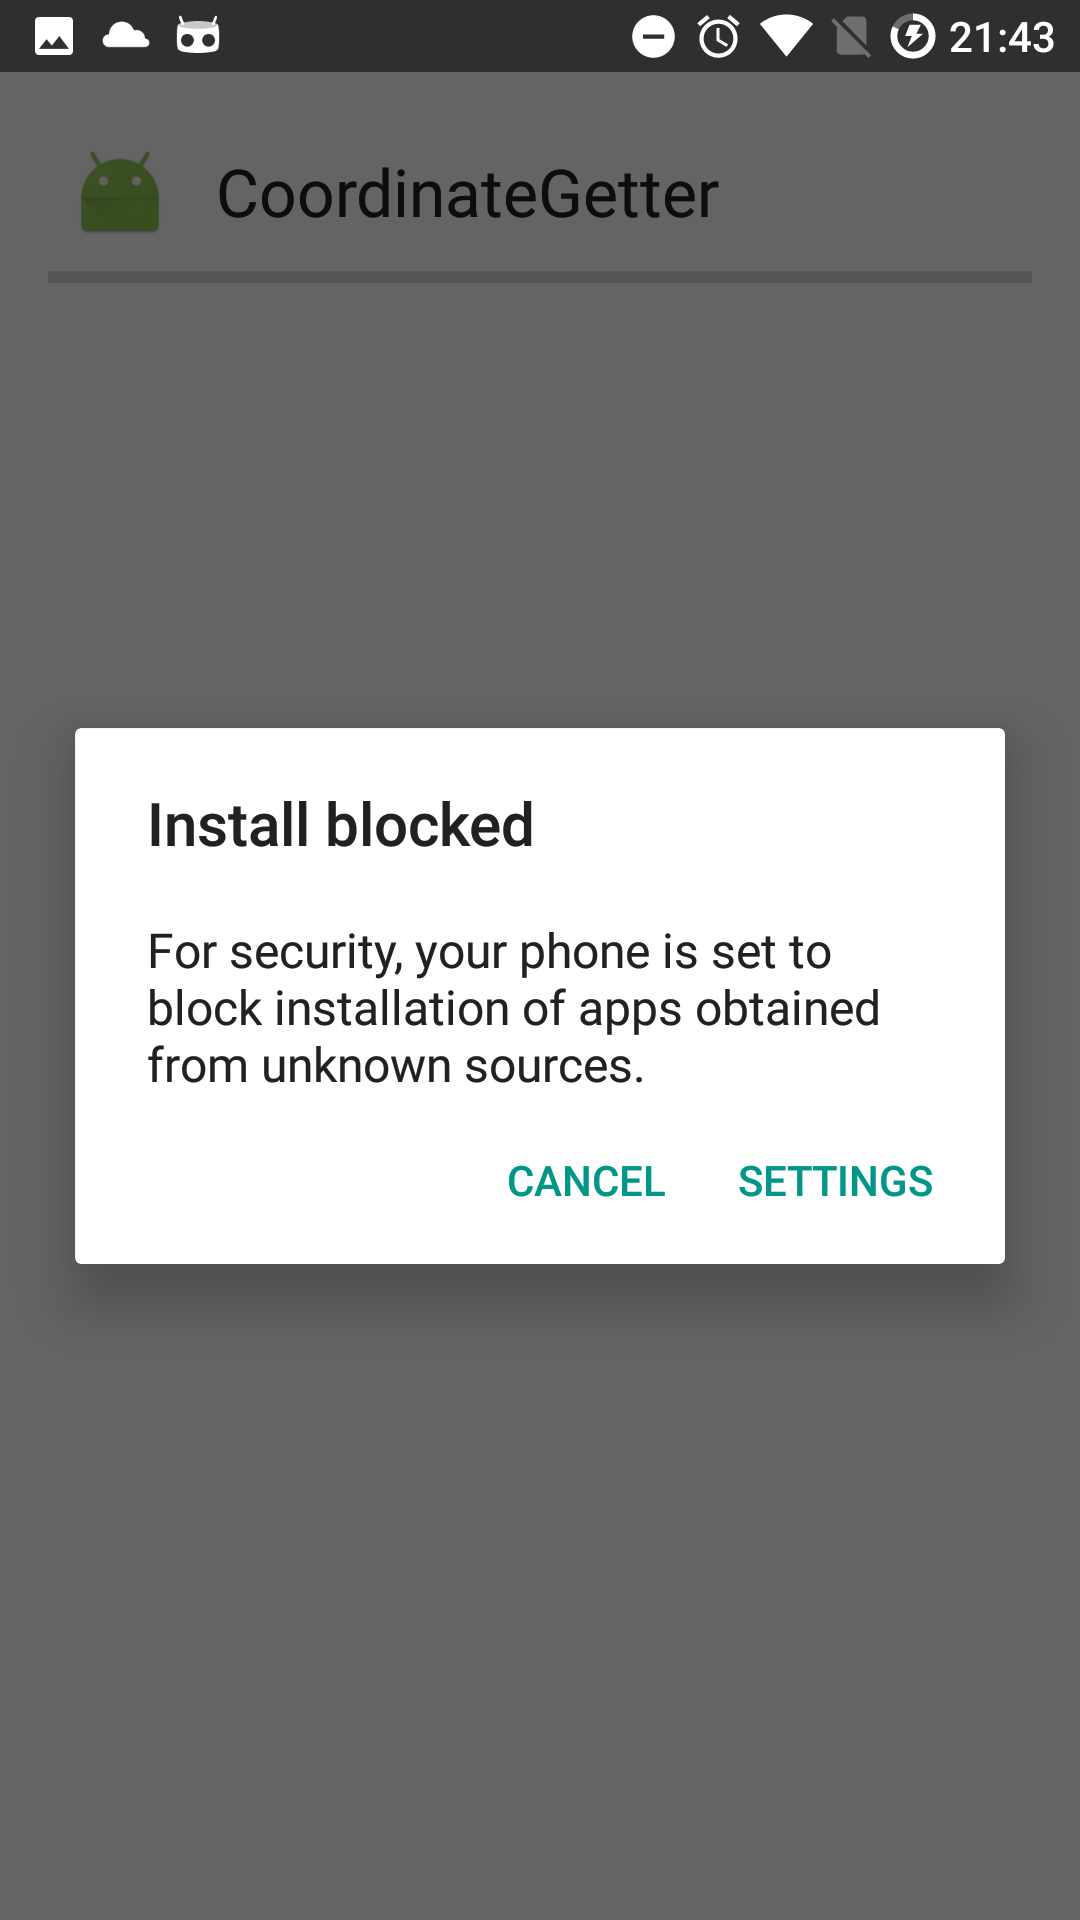 21:43
CoordinateGetter
Install blocked
For security, your phone is set to
block installation of apps obtained
from unknown sources.
CANCEL SETTINGS